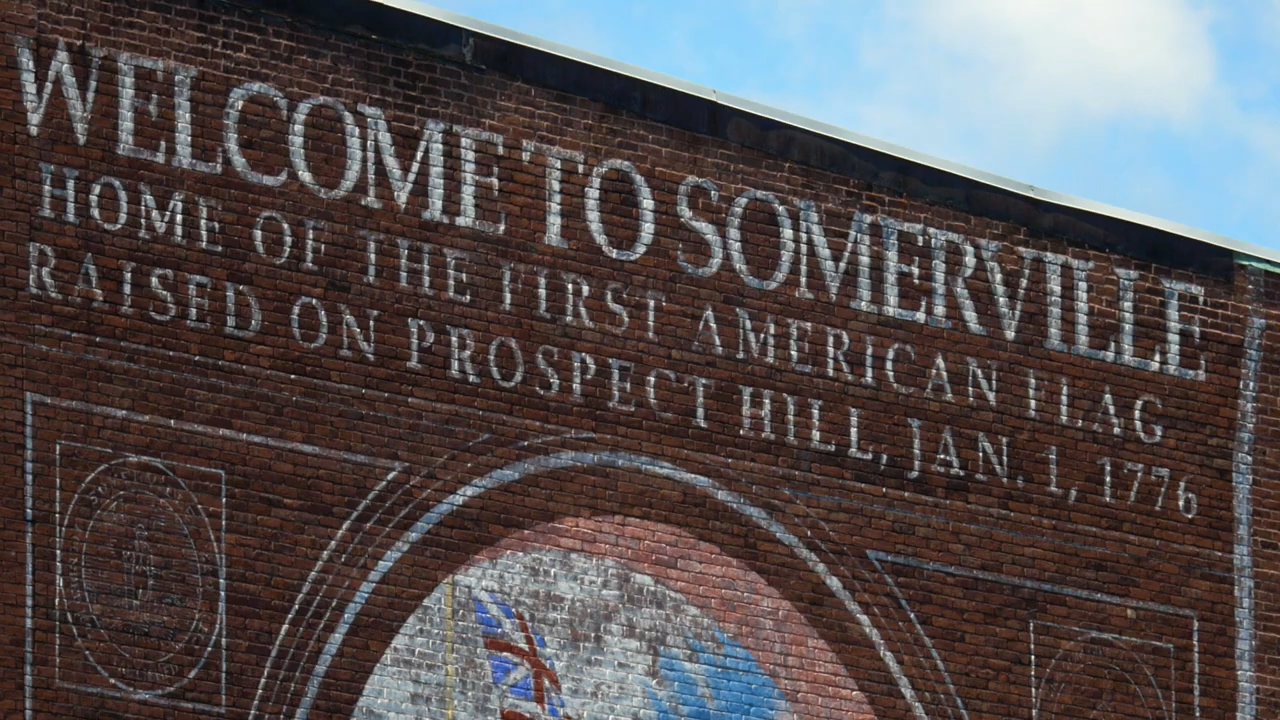 WELCOME TO SOMERVILLE
HOME OF THE FIRST AMERICAN FLAG
RAISED ON PROSPECT HILL, JAN. 1, 1776